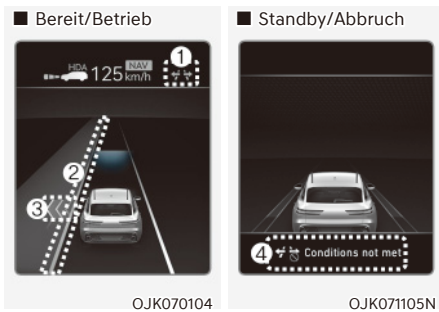 ■ Bereit/Betrieb
HDA 125 km/h NAV
1
2
3
OJK070104
■ Standby/Abbruch
4 Conditions not met
OJK071105N